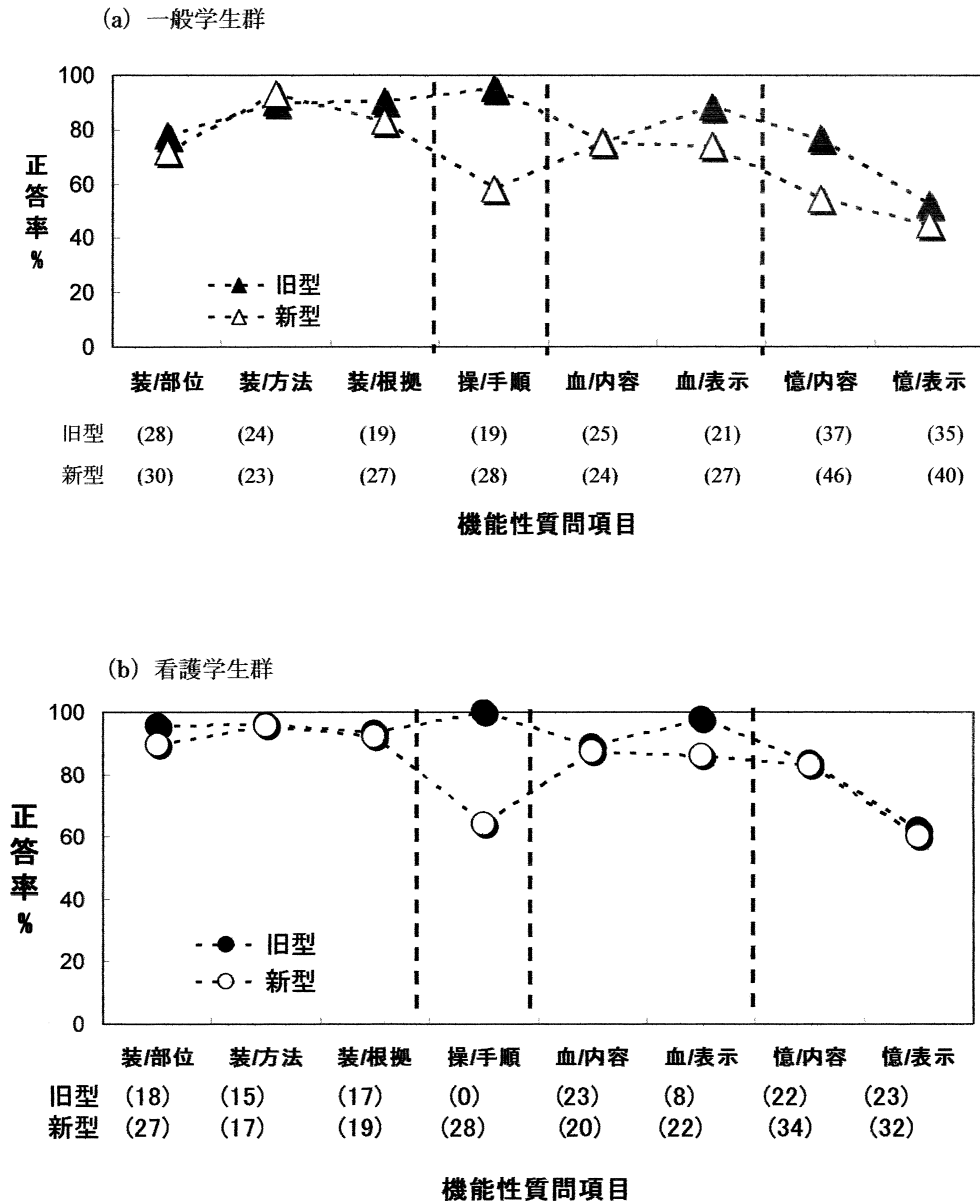 (a) 一般学生群
100
80
60
40
20
0
正答率%
旧型
新型
装/部位 装/方法 装/根拠 操/手順 血/内容 血/表示 憶/内容 憶/表示
旧型 (28) (24) (19) (19) (25) (21) (37) (35)
新型 (30) (23) (27) (28) (24) (27) (46) (40)
機能性質問項目
(b) 看護学生群
100
80
60
40
20
0
正答率%
旧型
新型
装/部位 装/方法 装/根拠 操/手順 血/内容 血/表示 憶/内容 憶/表示
旧型 (18) (15) (17) (0) (23) (8) (22) (23)
新型 (27) (17) (19) (28) (20) (22) (34) (32)
機能性質問項目